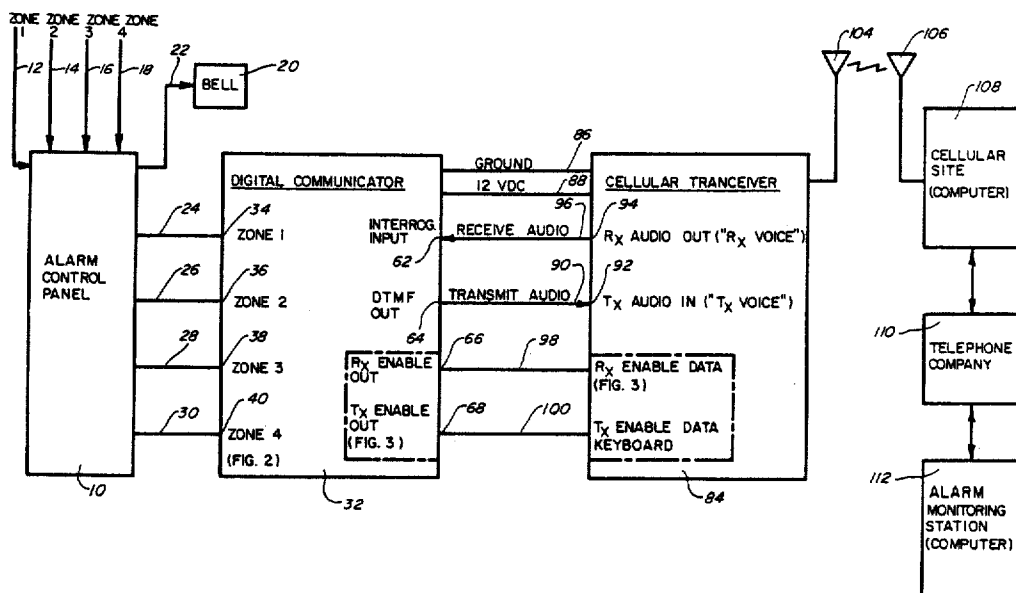 ZONE ZONE ZONE ZONE
1 2 3 4
12
14
16
18
22
20
BELL
104
106
108
CELLULAR
SITE
(COMPUTER)
ALARM
CONTROL
PANEL
10
24
26
28
30
DIGITAL COMMUNICATOR
34
ZONE 1
36
ZONE 2
38
ZONE 3
40
ZONE 4
(FIG. 2)
32
INTERROG.
INPUT
62
DTMF
OUT
64
RX ENABLE
OUT
TX ENABLE
OUT
(FIG. 3)
66
68
GROUND
86
12 VDC
88
RECEIVE AUDIO
96
94
TRANSMIT AUDIO
90
92
98
100
CELLULAR TRANCEIVER
RX AUDIO OUT ("RX VOICE")
TX AUDIO IN ("TX VOICE")
RX ENABLE DATA
(FIG. 3)
TX ENABLE DATA
KEYBOARD
84
110
TELEPHONE
COMPANY
112
ALARM
MONITORING
STATION
(COMPUTER)